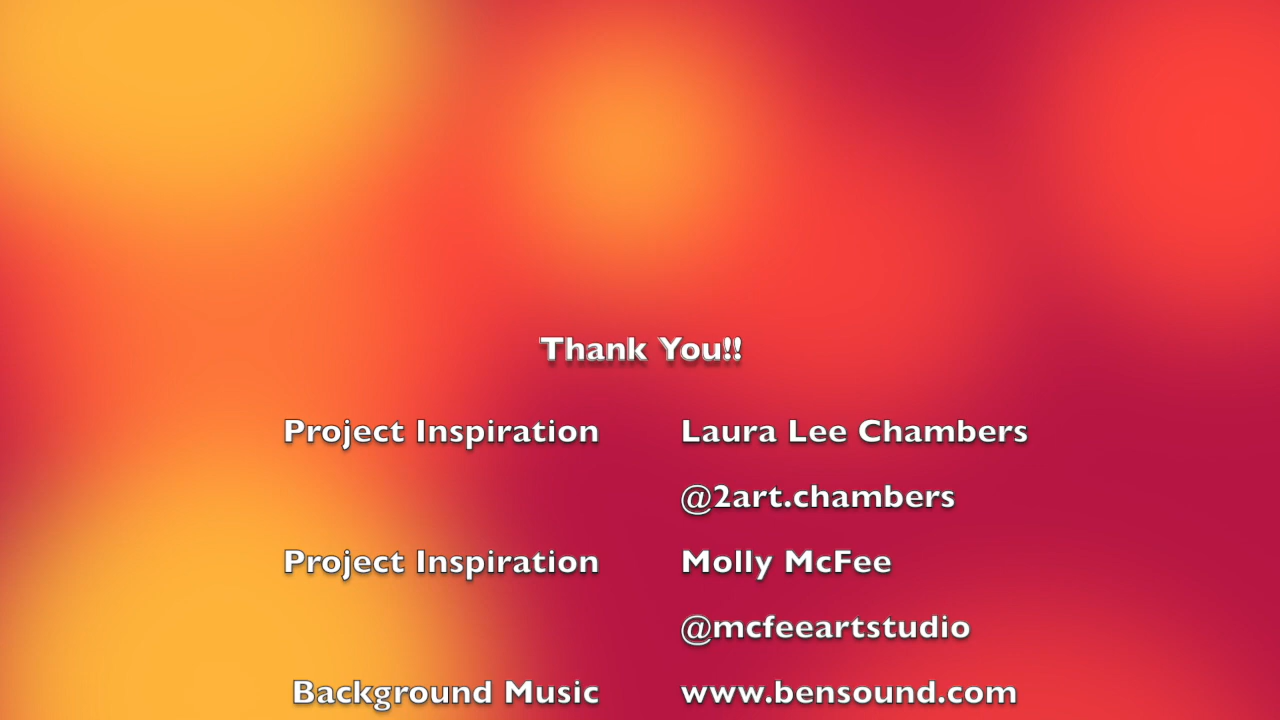 Thank You!!
Project Inspiration Laura Lee Chambers
@2art.chambers
Project Inspiration Molly McFee
@mcfeeartstudio
Background Music www.bensound.com